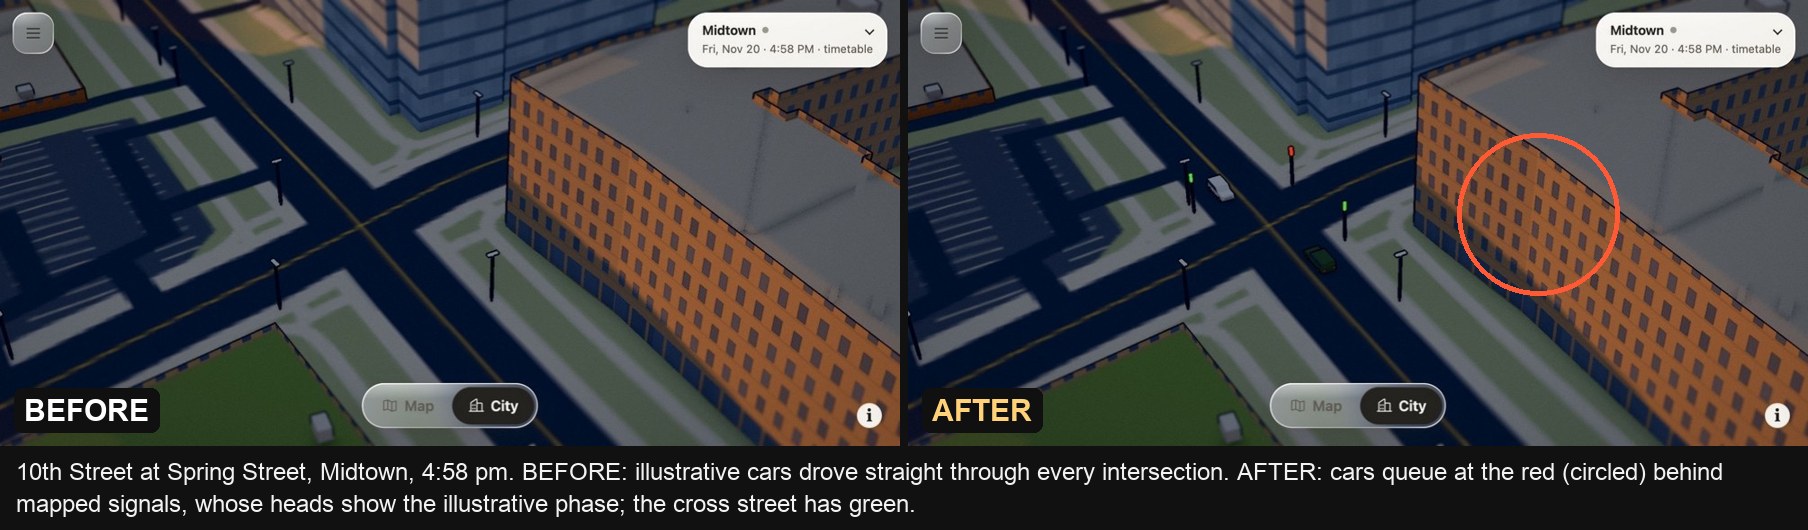 Midtown
Fri, Nov 20 · 4:58 PM · timetable
Map
City
i
BEFORE
Midtown
Fri, Nov 20 · 4:58 PM · timetable
Map
City
i
AFTER
10th Street at Spring Street, Midtown, 4:58 pm. BEFORE: illustrative cars drove straight through every intersection. AFTER: cars queue at the red (circled) behind
mapped signals, whose heads show the illustrative phase; the cross street has green.